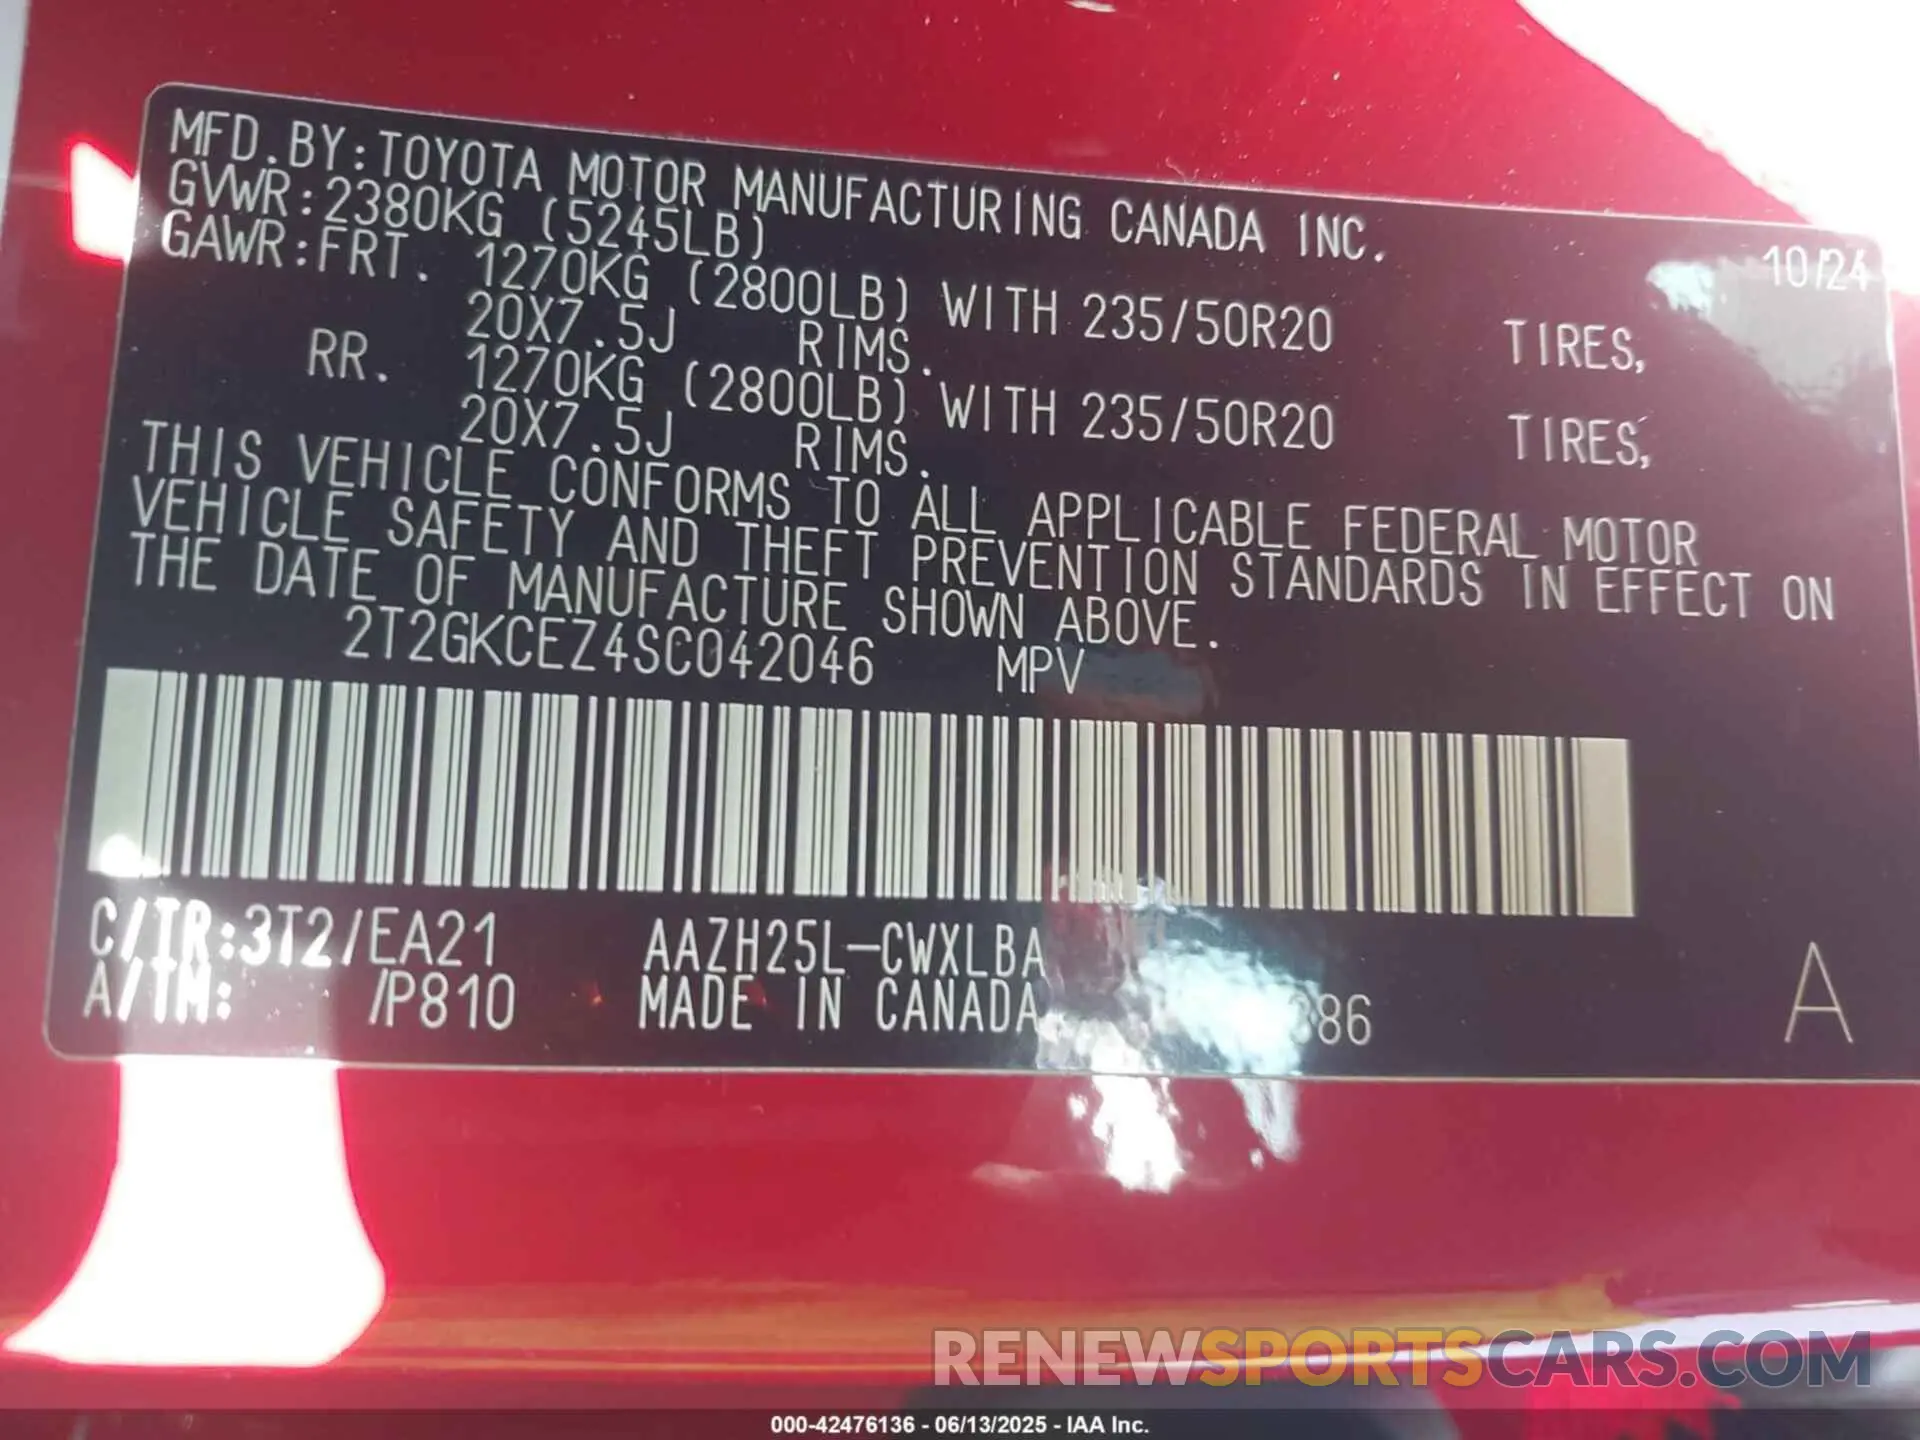 MFD.BY:TOYOTA MOTOR MANUFACTURING CANADA INC.
10/24
GVWR:2380KG (5245LB)
GAWR:FRT. 1270KG (2800LB) WITH 235/50R20 TIRES,
20X7.5J RIMS.
RR. 1270KG (2800LB) WITH 235/50R20 TIRES,
20X7.5J RIMS.
THIS VEHICLE CONFORMS TO ALL APPLICABLE FEDERAL MOTOR
VEHICLE SAFETY AND THEFT PREVENTION STANDARDS IN EFFECT ON
THE DATE OF MANUFACTURE SHOWN ABOVE.
2T2GKCEZ4SC042046 MPV
C/TR:3T2/EA21 AAZH25L-CWXLBA
A/TM: /P810 MADE IN CANADA
A
RENEWSPORTSCARS.COM
000-42476136 - 06/13/2025 - IAA Inc.